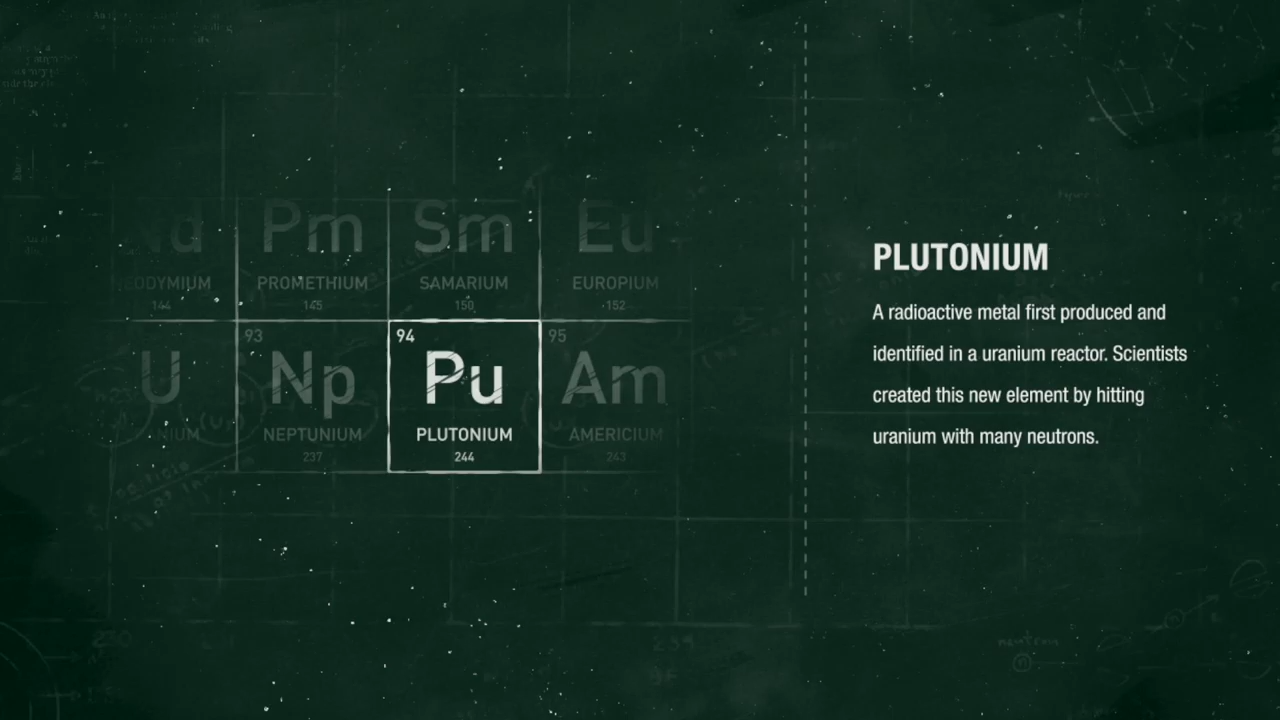 Pm
Sm
Eu
PROMETHIUM
SAMARIUM
EUROPIUM
144
145
150
152
93
94
95
U
Np
Pu
Am
NEPTUNIUM
PLUTONIUM
AMERICIUM
237
244
243
PLUTONIUM
A radioactive metal first produced and
identified in a uranium reactor. Scientists
created this new element by hitting
uranium with many neutrons.
neutron
n